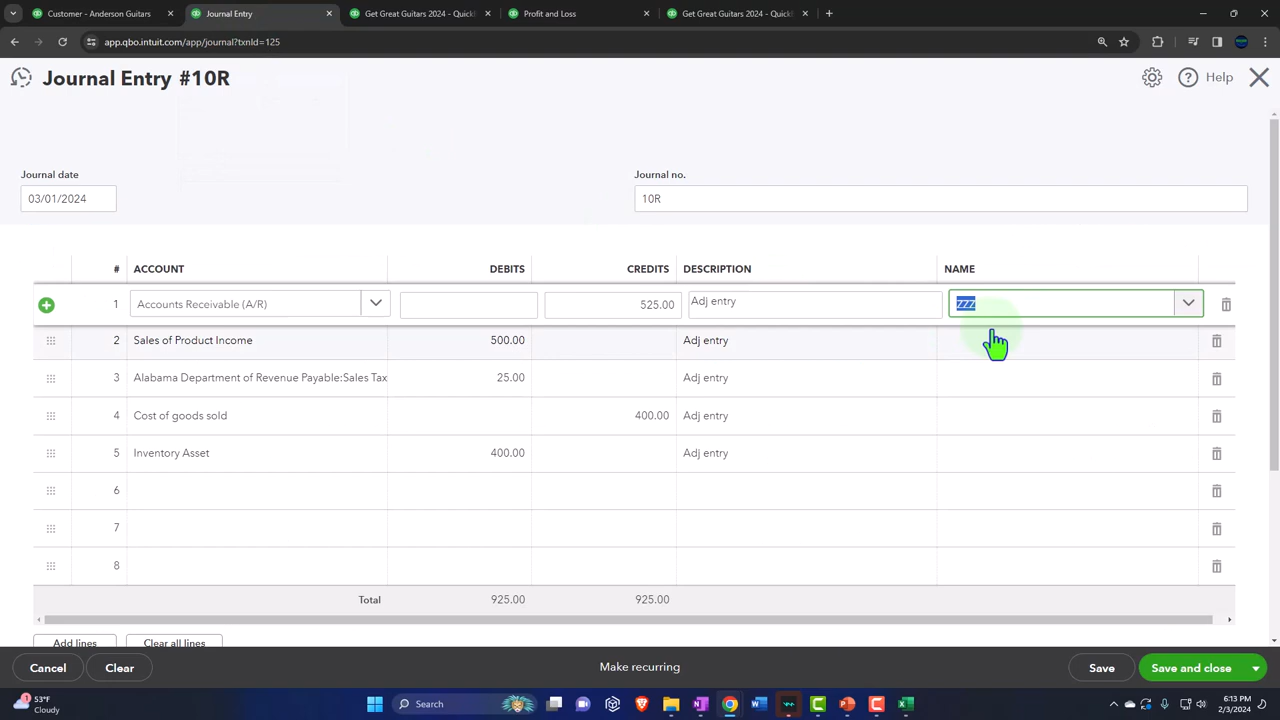 Customer - Anderson Guitars
Journal Entry
Get Great Guitars 2024 - QuickB
Profit and Loss
Get Great Guitars 2024 - QuickB
app.qbo.intuit.com/app/journal?txnId=125
Journal Entry #10R
Help
Journal date
Journal no.
03/01/2024
10R
# ACCOUNT DEBITS CREDITS DESCRIPTION NAME
1 Accounts Receivable (A/R) 525.00 Adj entry zzz
2 Sales of Product Income 500.00 Adj entry
3 Alabama Department of Revenue Payable:Sales Tax 25.00 Adj entry
4 Cost of goods sold 400.00 Adj entry
5 Inventory Asset 400.00 Adj entry
6
7
8
Total 925.00 925.00
Add lines Clear all lines
Cancel Clear Make recurring Save Save and close
53°F
Cloudy
Search
6:13 PM
2/3/2024